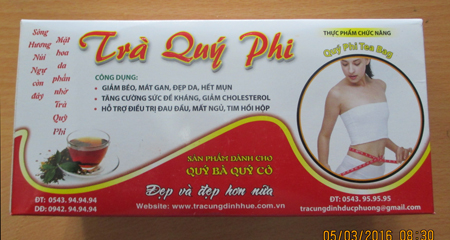 Sông
Hương
Núi
Ngự
còn
đây
Mặt
hoa
da
phấn
nhờ
Trà
Quý
Phi
Trà Quý Phi
CÔNG DỤNG:
• GIẢM BÉO, MÁT GAN, ĐẸP DA, HẾT MỤN
• TĂNG CƯỜNG SỨC ĐỀ KHÁNG, GIẢM CHOLESTEROL
• HỖ TRỢ ĐIỀU TRỊ ĐAU ĐẦU, MẤT NGỦ, TIM HỒI HỘP
SẢN PHẨM DÀNH CHO
QUÝ BÀ QUÝ CÔ
Đẹp và đẹp hơn nữa
ĐT: 0543. 94.94.94
DĐ: 0942. 94.94.94
Website: www.tracungdinhhue.com.vn
THỰC PHẨM CHỨC NĂNG
Quý Phi Tea Bag
ĐT: 0543. 95.95.95
tracungdinhducphuong@gmail.com
05/03/2016 08:30